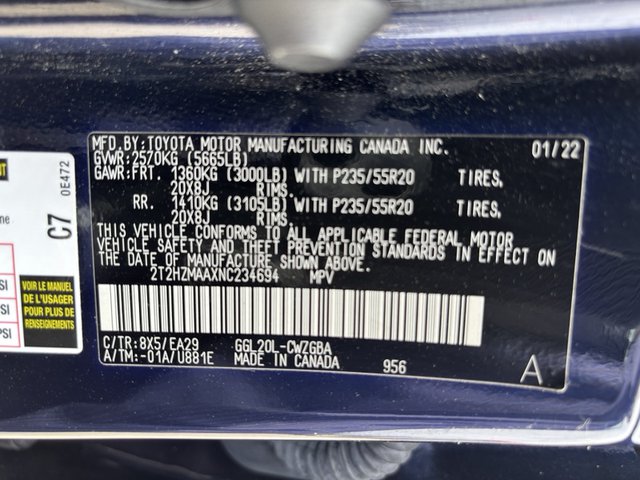 MFD.BY:TOYOTA MOTOR MANUFACTURING CANADA INC. 01/22
GVWR:2570KG (5665LB)
GAWR:FRT. 1360KG (3000LB) WITH P235/55R20 TIRES,
20X8J RIMS.
RR. 1410KG (3105LB) WITH P235/55R20 TIRES,
20X8J RIMS.
THIS VEHICLE CONFORMS TO ALL APPLICABLE FEDERAL MOTOR
VEHICLE SAFETY AND THEFT PREVENTION STANDARDS IN EFFECT ON
THE DATE OF MANUFACTURE SHOWN ABOVE.
2T2HZMAAXNC234694 MPV
C/TR:8X5/EA29 GGL20L-CWZGBA
A/TM:-01A/U881E MADE IN CANADA 956
A
C7
0E472
VOIR LE MANUEL
DE L'USAGER
POUR PLUS DE
RENSEIGNEMENTS
SI
SI
PSI